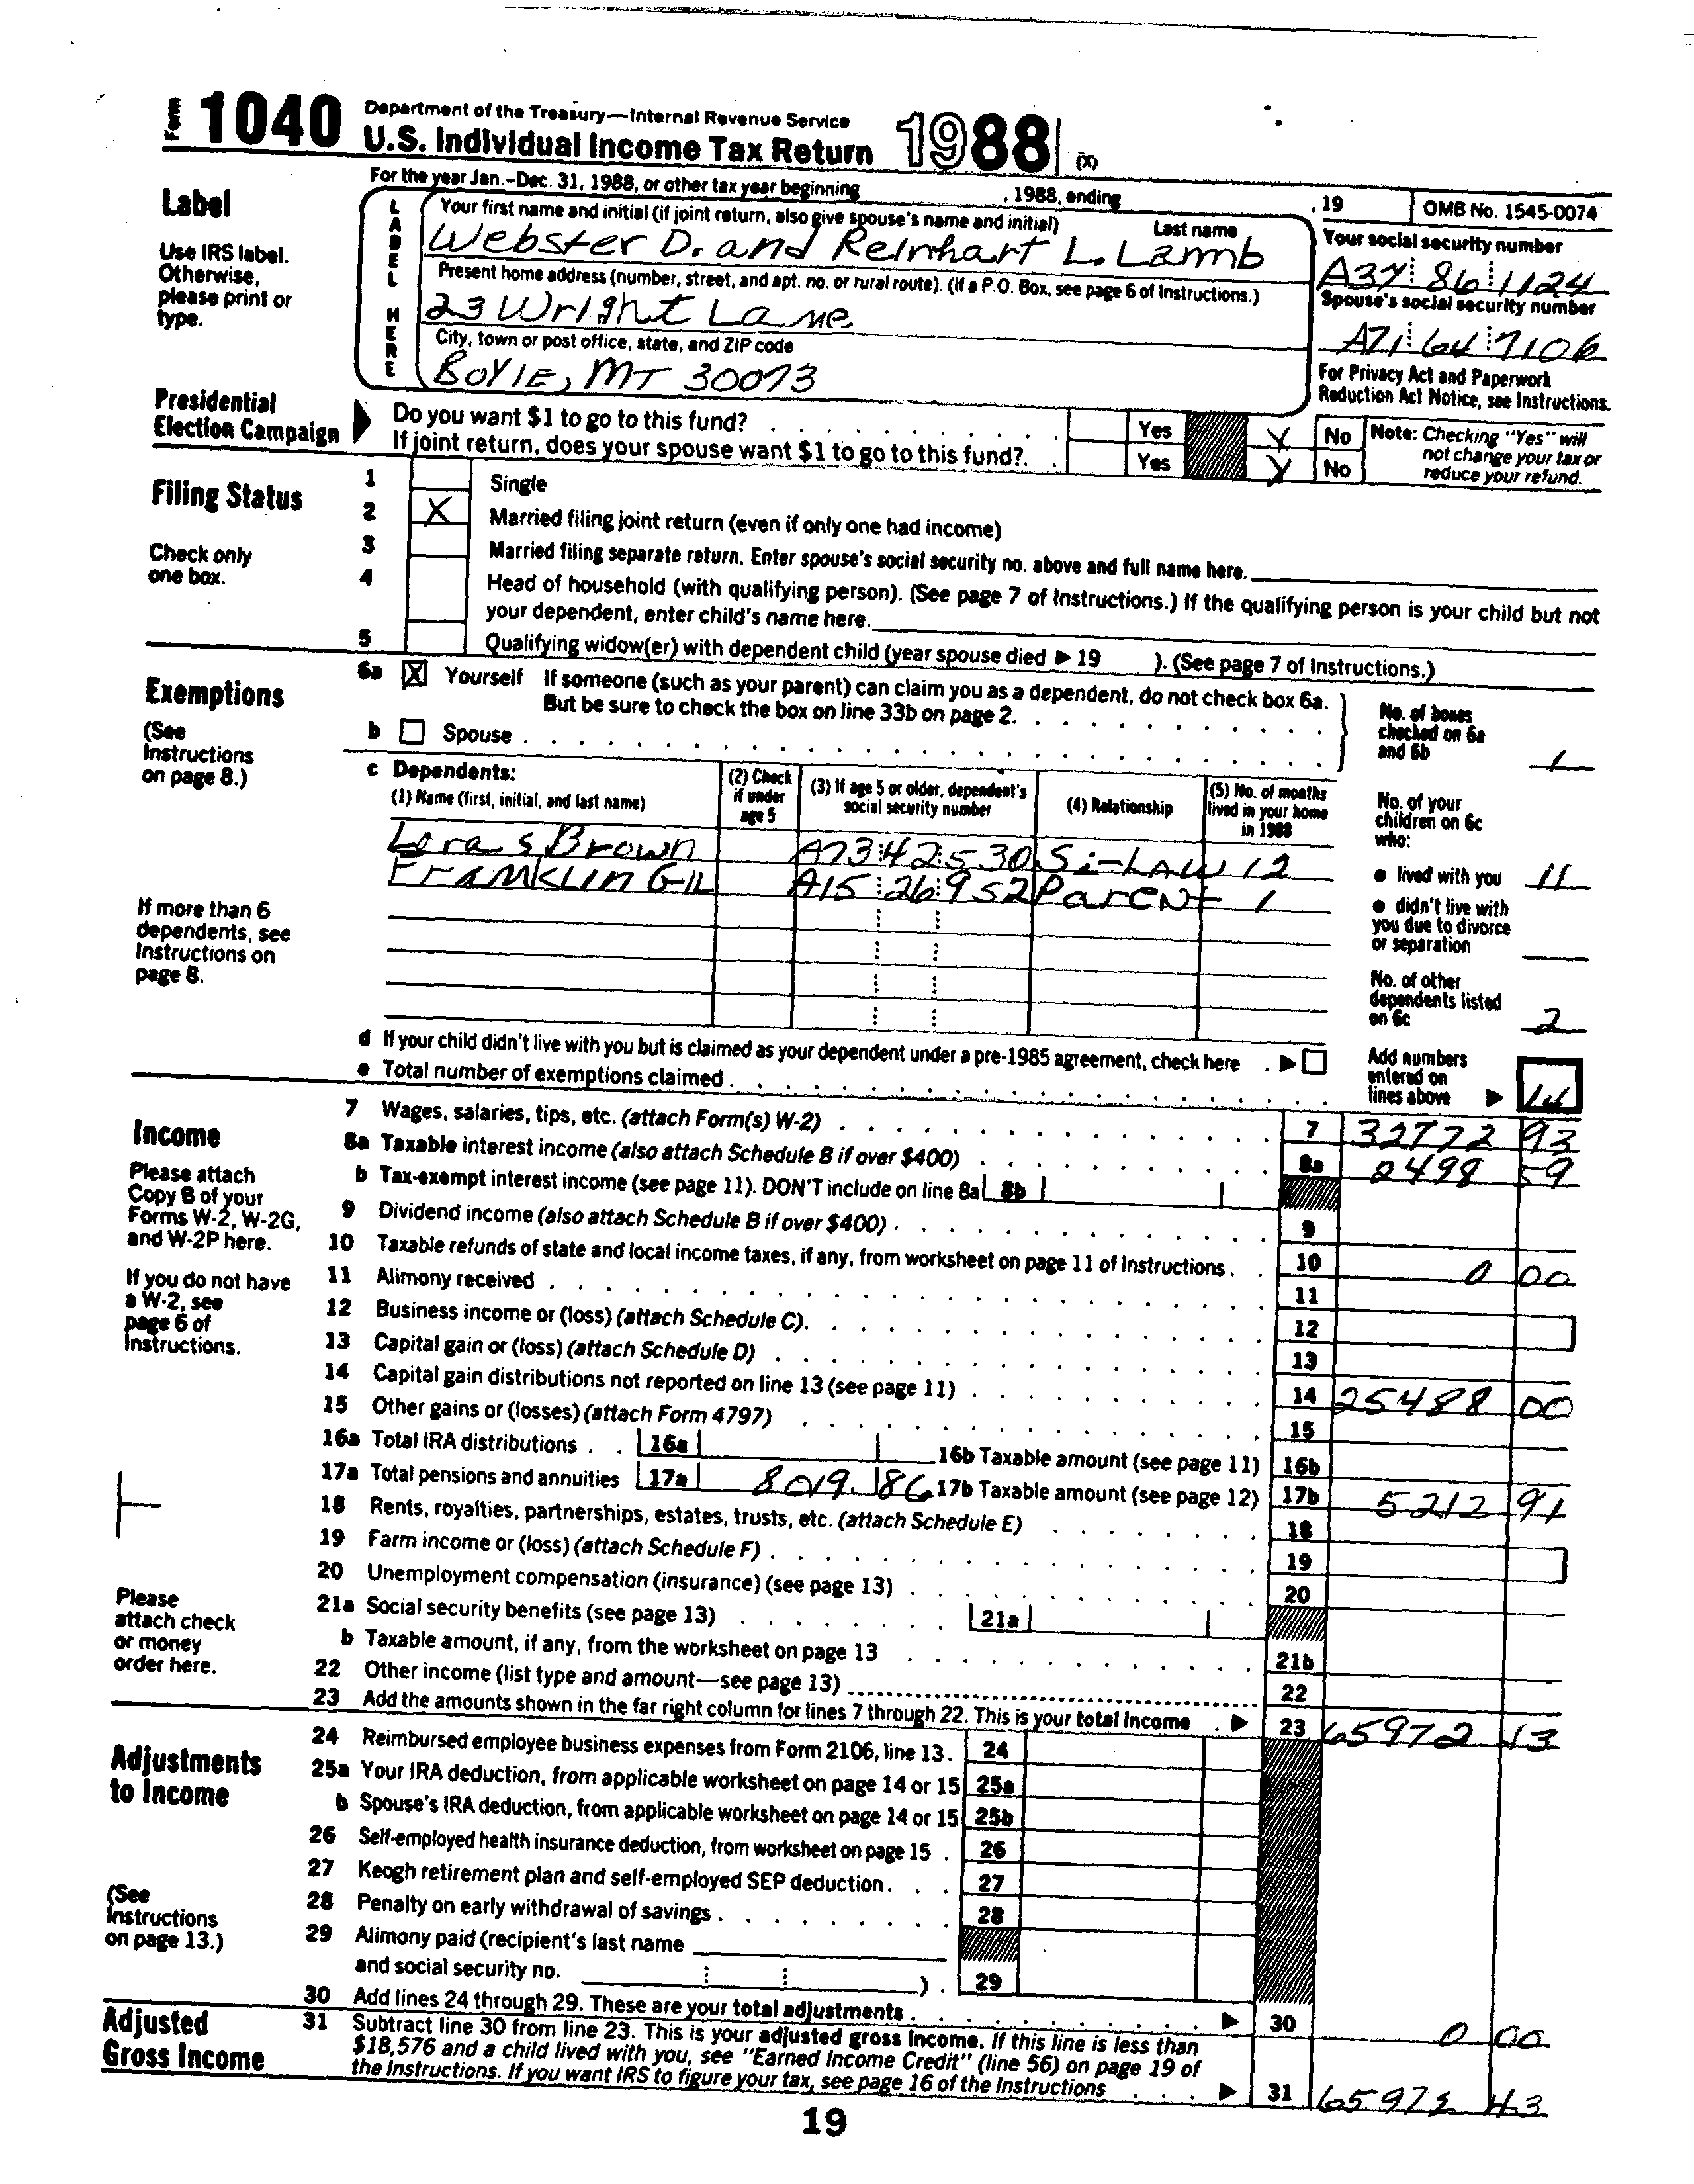 Form 1040 Department of the Treasury—Internal Revenue Service
U.S. Individual Income Tax Return 1988 (X)
For the year Jan.-Dec. 31, 1988, or other tax year beginning , 1988, ending , 19 OMB No. 1545-0074
Label
Use IRS label. Otherwise, please print or type.
LABEL HERE
Your first name and initial (if joint return, also give spouse's name and initial) Last name
Webster D. and Reinhart L. Lamb
Your social security number
A37 86 1124
Present home address (number, street, and apt. no. or rural route). (If a P.O. Box, see page 6 of Instructions.)
23 Wright Lane
Spouse's social security number
A71 64 7106
City, town or post office, state, and ZIP code
Boyle, MT 30073
For Privacy Act and Paperwork Reduction Act Notice, see Instructions.
Presidential Election Campaign
Do you want $1 to go to this fund? Yes X No
If joint return, does your spouse want $1 to go to this fund?. Yes X No
Note: Checking "Yes" will not change your tax or reduce your refund.
Filing Status
Check only one box.
1 Single
2 X Married filing joint return (even if only one had income)
3 Married filing separate return. Enter spouse's social security no. above and full name here.
4 Head of household (with qualifying person). (See page 7 of Instructions.) If the qualifying person is your child but not
your dependent, enter child's name here.
5 Qualifying widow(er) with dependent child (year spouse died ▶ 19 ). (See page 7 of Instructions.)
Exemptions
(See Instructions on page 8.)
6a X Yourself If someone (such as your parent) can claim you as a dependent, do not check box 6a.
But be sure to check the box on line 33b on page 2.
b Spouse
No. of boxes checked on 6a and 6b 1
c Dependents:
(1) Name (first, initial, and last name) (2) Check if under age 5 (3) If age 5 or older, dependent's social security number (4) Relationship (5) No. of months lived in your home in 1988
Lora S Brown A73 42 530 Si-LAW 12
Franklin Gil A15 26 952 Parent 1
If more than 6 dependents, see Instructions on page 8.
No. of your children on 6c who:
● lived with you 11
● didn't live with you due to divorce or separation
No. of other dependents listed on 6c 2
d If your child didn't live with you but is claimed as your dependent under a pre-1985 agreement, check here ▶
e Total number of exemptions claimed
Add numbers entered on lines above ▶ 14
Income
Please attach Copy B of your Forms W-2, W-2G, and W-2P here.
If you do not have a W-2, see page 6 of Instructions.
Please attach check or money order here.
7 Wages, salaries, tips, etc. (attach Form(s) W-2) 7 32772 93
8a Taxable interest income (also attach Schedule B if over $400) 8a 2498 59
b Tax-exempt interest income (see page 11). DON'T include on line 8a 8b
9 Dividend income (also attach Schedule B if over $400) 9
10 Taxable refunds of state and local income taxes, if any, from worksheet on page 11 of Instructions 10 0 00
11 Alimony received 11
12 Business income or (loss) (attach Schedule C). 12
13 Capital gain or (loss) (attach Schedule D) 13
14 Capital gain distributions not reported on line 13 (see page 11) 14 25488 00
15 Other gains or (losses) (attach Form 4797) 15
16a Total IRA distributions 16a 16b Taxable amount (see page 11) 16b
17a Total pensions and annuities 17a 8019. 86 17b Taxable amount (see page 12) 17b 5212 91
18 Rents, royalties, partnerships, estates, trusts, etc. (attach Schedule E) 18
19 Farm income or (loss) (attach Schedule F) 19
20 Unemployment compensation (insurance) (see page 13) 20
21a Social security benefits (see page 13) 21a
b Taxable amount, if any, from the worksheet on page 13 21b
22 Other income (list type and amount—see page 13) 22
23 Add the amounts shown in the far right column for lines 7 through 22. This is your total income ▶ 23 65972 43
Adjustments to Income
(See Instructions on page 13.)
24 Reimbursed employee business expenses from Form 2106, line 13. 24
25a Your IRA deduction, from applicable worksheet on page 14 or 15 25a
b Spouse's IRA deduction, from applicable worksheet on page 14 or 15 25b
26 Self-employed health insurance deduction, from worksheet on page 15 26
27 Keogh retirement plan and self-employed SEP deduction 27
28 Penalty on early withdrawal of savings 28
29 Alimony paid (recipient's last name
and social security no. ) 29
30 Add lines 24 through 29. These are your total adjustments ▶ 30 0 00
Adjusted Gross Income
31 Subtract line 30 from line 23. This is your adjusted gross income. If this line is less than
$18,576 and a child lived with you, see "Earned Income Credit" (line 56) on page 19 of
the Instructions. If you want IRS to figure your tax, see page 16 of the Instructions ▶ 31 65972 43
19